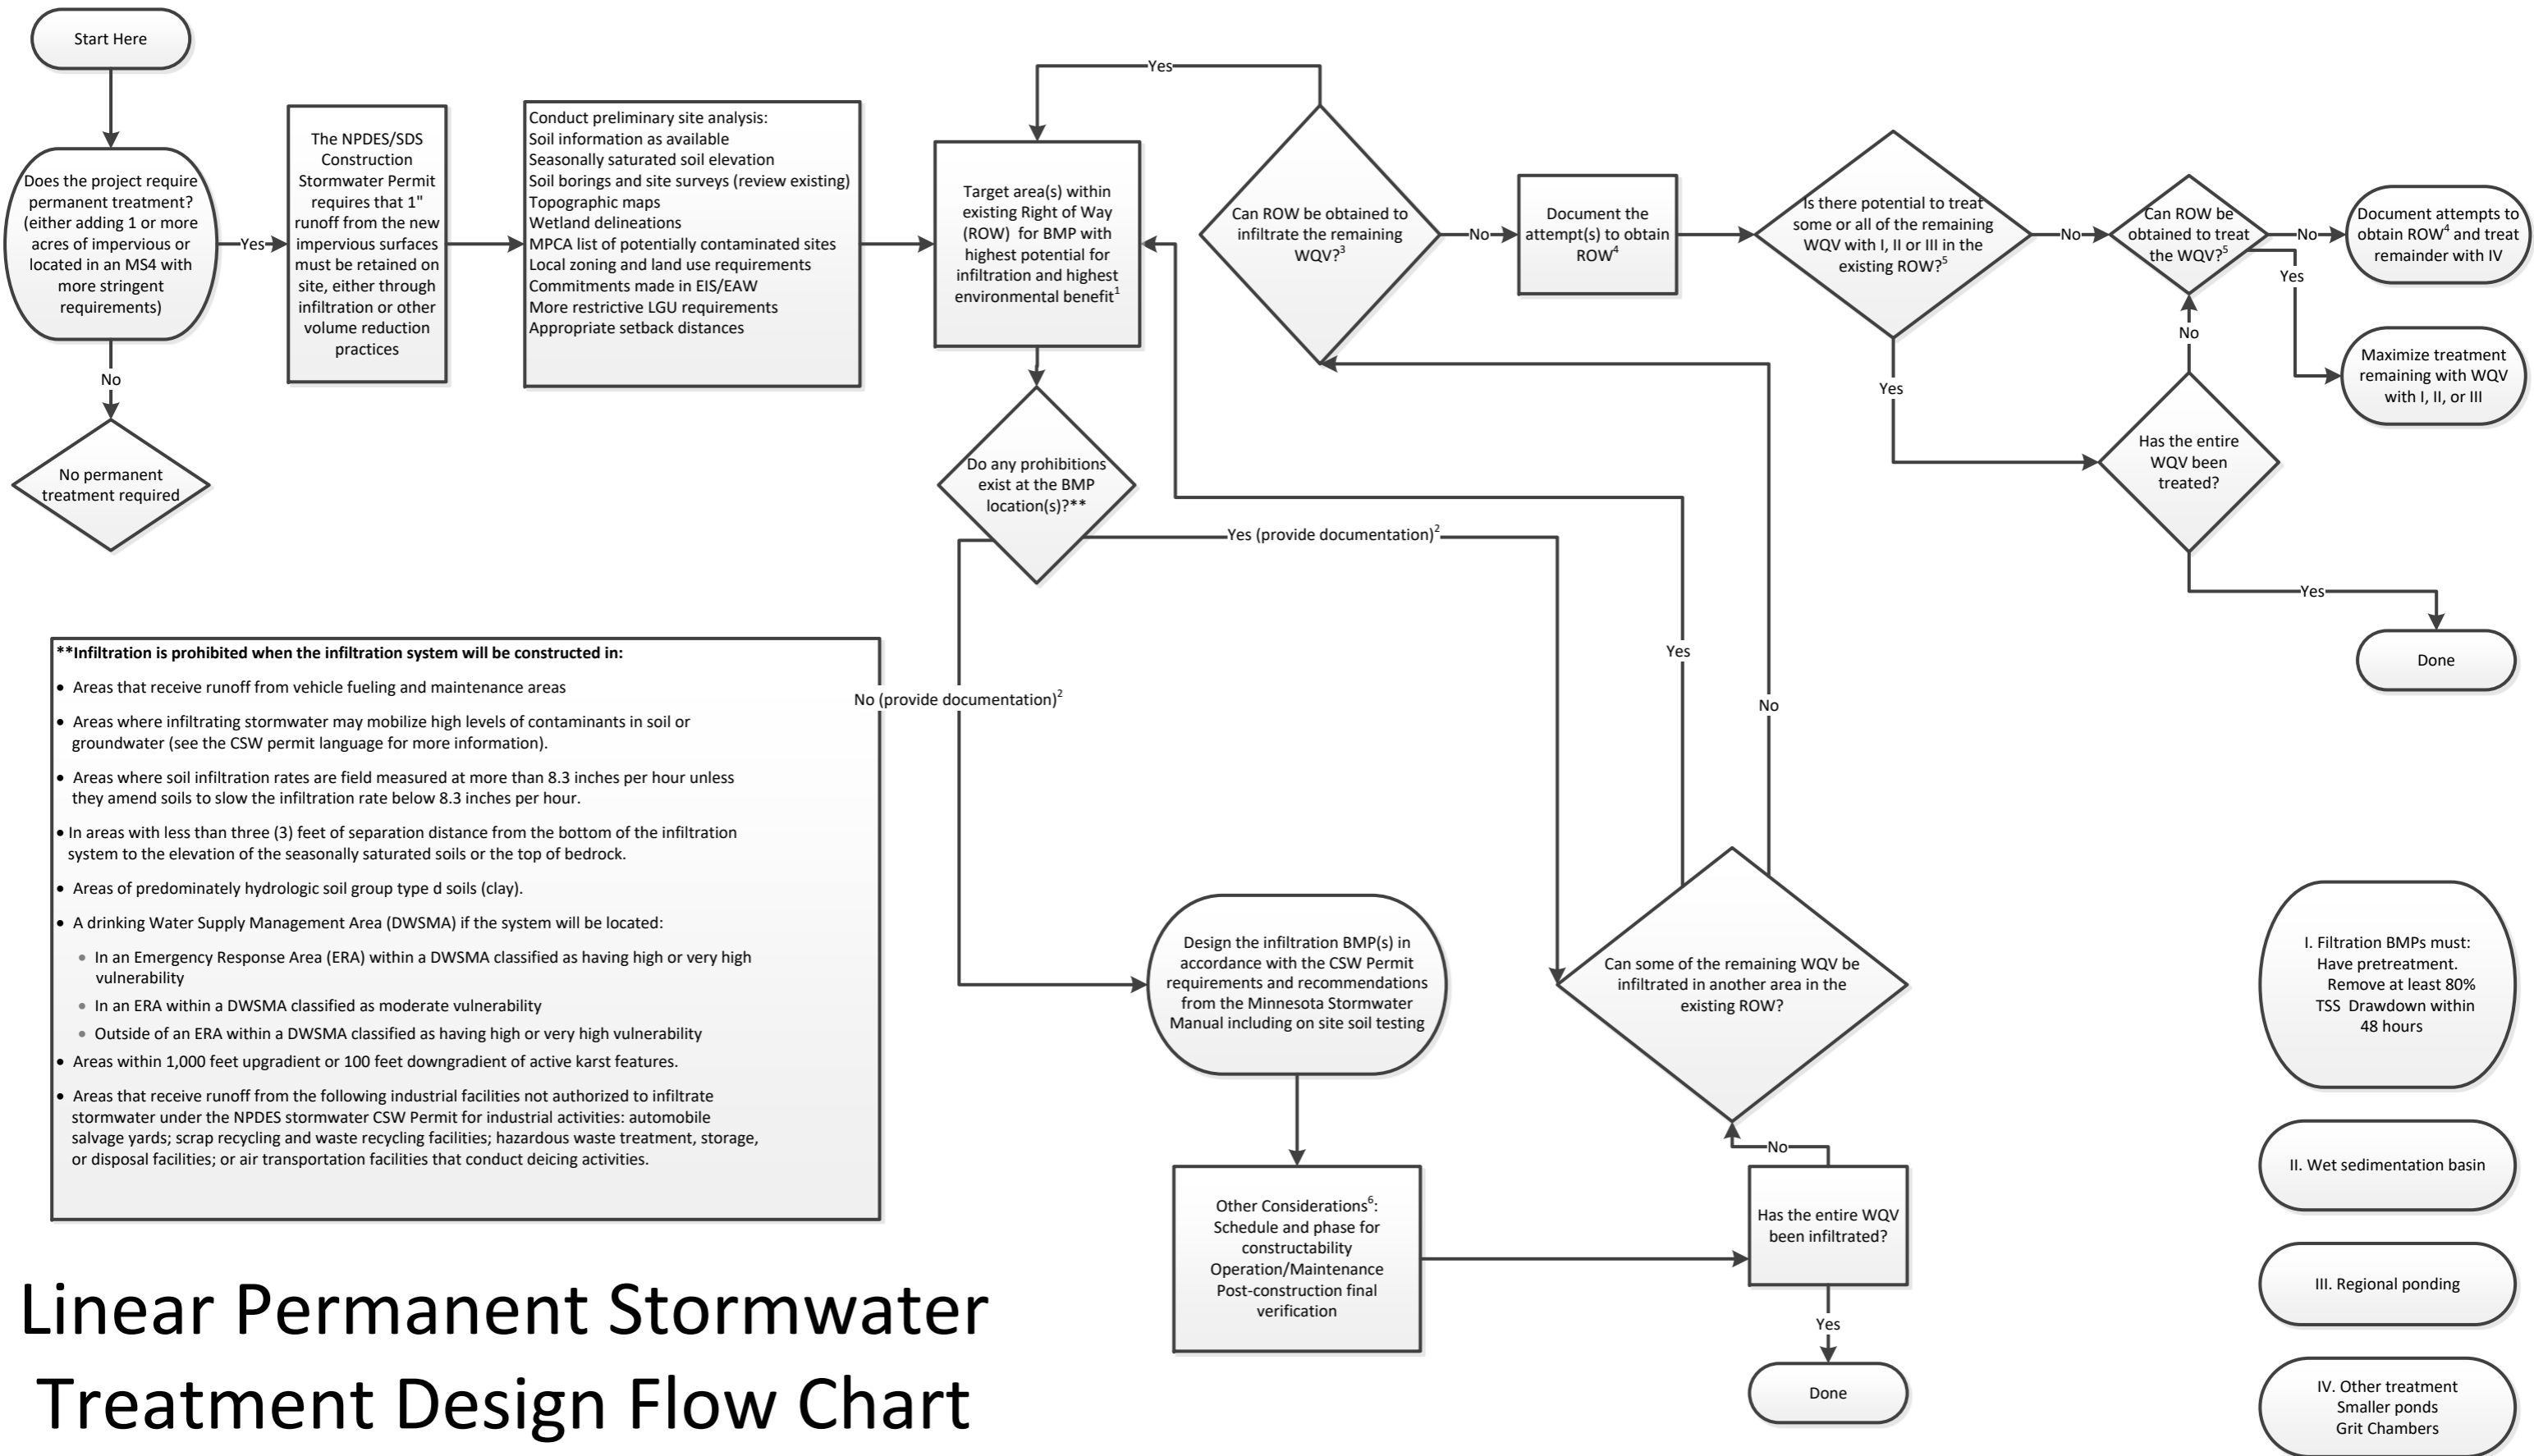 Start Here
Does the project require
permanent treatment?
(either adding 1 or more
acres of impervious or
located in an MS4 with
more stringent
requirements)
Yes
No
No permanent
treatment required
The NPDES/SDS
Construction
Stormwater Permit
requires that 1"
runoff from the new
impervious surfaces
must be retained on
site, either through
infiltration or other
volume reduction
practices
Conduct preliminary site analysis:
Soil information as available
Seasonally saturated soil elevation
Soil borings and site surveys (review existing)
Topographic maps
Wetland delineations
MPCA list of potentially contaminated sites
Local zoning and land use requirements
Commitments made in EIS/EAW
More restrictive LGU requirements
Appropriate setback distances
Target area(s) within
existing Right of Way
(ROW) for BMP with
highest potential for
infiltration and highest
environmental benefit1
Do any prohibitions
exist at the BMP
location(s)?**
Yes (provide documentation)2
No (provide documentation)2
Yes
Can ROW be obtained to
infiltrate the remaining
WQV?3
No
Document the
attempt(s) to obtain
ROW4
Is there potential to treat
some or all of the remaining
WQV with I, II or III in the
existing ROW?5
No
Yes
Can ROW be
obtained to treat
the WQV?5
No
Yes
Document attempts to
obtain ROW4 and treat
remainder with IV
Maximize treatment
remaining with WQV
with I, II, or III
No
Has the entire
WQV been
treated?
Yes
Done
**Infiltration is prohibited when the infiltration system will be constructed in:
• Areas that receive runoff from vehicle fueling and maintenance areas
• Areas where infiltrating stormwater may mobilize high levels of contaminants in soil or
groundwater (see the CSW permit language for more information).
• Areas where soil infiltration rates are field measured at more than 8.3 inches per hour unless
they amend soils to slow the infiltration rate below 8.3 inches per hour.
• In areas with less than three (3) feet of separation distance from the bottom of the infiltration
system to the elevation of the seasonally saturated soils or the top of bedrock.
• Areas of predominately hydrologic soil group type d soils (clay).
• A drinking Water Supply Management Area (DWSMA) if the system will be located:
• In an Emergency Response Area (ERA) within a DWSMA classified as having high or very high
vulnerability
• In an ERA within a DWSMA classified as moderate vulnerability
• Outside of an ERA within a DWSMA classified as having high or very high vulnerability
• Areas within 1,000 feet upgradient or 100 feet downgradient of active karst features.
• Areas that receive runoff from the following industrial facilities not authorized to infiltrate
stormwater under the NPDES stormwater CSW Permit for industrial activities: automobile
salvage yards; scrap recycling and waste recycling facilities; hazardous waste treatment, storage,
or disposal facilities; or air transportation facilities that conduct deicing activities.
Design the infiltration BMP(s) in
accordance with the CSW Permit
requirements and recommendations
from the Minnesota Stormwater
Manual including on site soil testing
Other Considerations6:
Schedule and phase for
constructability
Operation/Maintenance
Post-construction final
verification
Yes
No
Can some of the remaining WQV be
infiltrated in another area in the
existing ROW?
No
Has the entire WQV
been infiltrated?
Yes
Done
I. Filtration BMPs must:
Have pretreatment.
Remove at least 80%
TSS Drawdown within
48 hours
II. Wet sedimentation basin
III. Regional ponding
IV. Other treatment
Smaller ponds
Grit Chambers
Linear Permanent Stormwater
Treatment Design Flow Chart